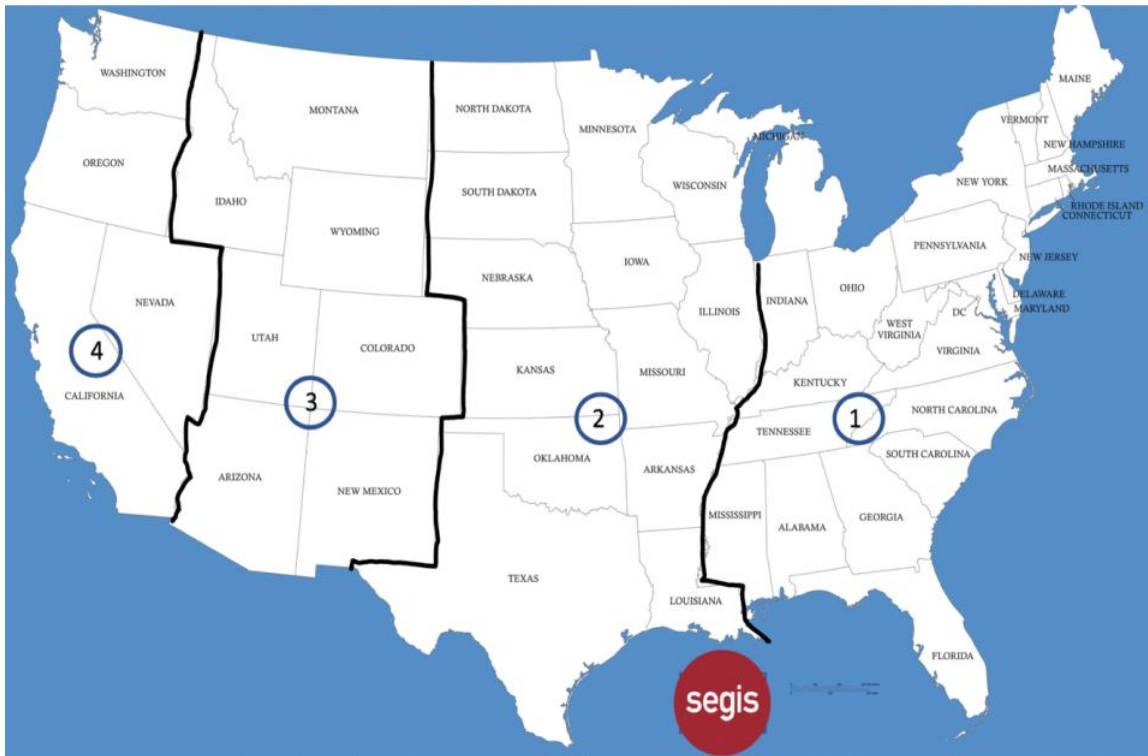 WASHINGTON
MONTANA
NORTH DAKOTA
MINNESOTA
MAINE
OREGON
IDAHO
SOUTH DAKOTA
WISCONSIN
MICHIGAN
VERMONT
NEW HAMPSHIRE
MASSACHUSETTS
NEW YORK
RHODE ISLAND
CONNECTICUT
WYOMING
NEBRASKA
IOWA
PENNSYLVANIA
NEW JERSEY
NEVADA
UTAH
COLORADO
KANSAS
MISSOURI
ILLINOIS
INDIANA
OHIO
WEST
VIRGINIA
DC
DELAWARE
MARYLAND
VIRGINIA
KENTUCKY
4
CALIFORNIA
3
2
1
TENNESSEE
NORTH CAROLINA
SOUTH CAROLINA
ARIZONA
NEW MEXICO
OKLAHOMA
ARKANSAS
MISSISSIPPI
ALABAMA
GEORGIA
TEXAS
LOUISIANA
FLORIDA
segis